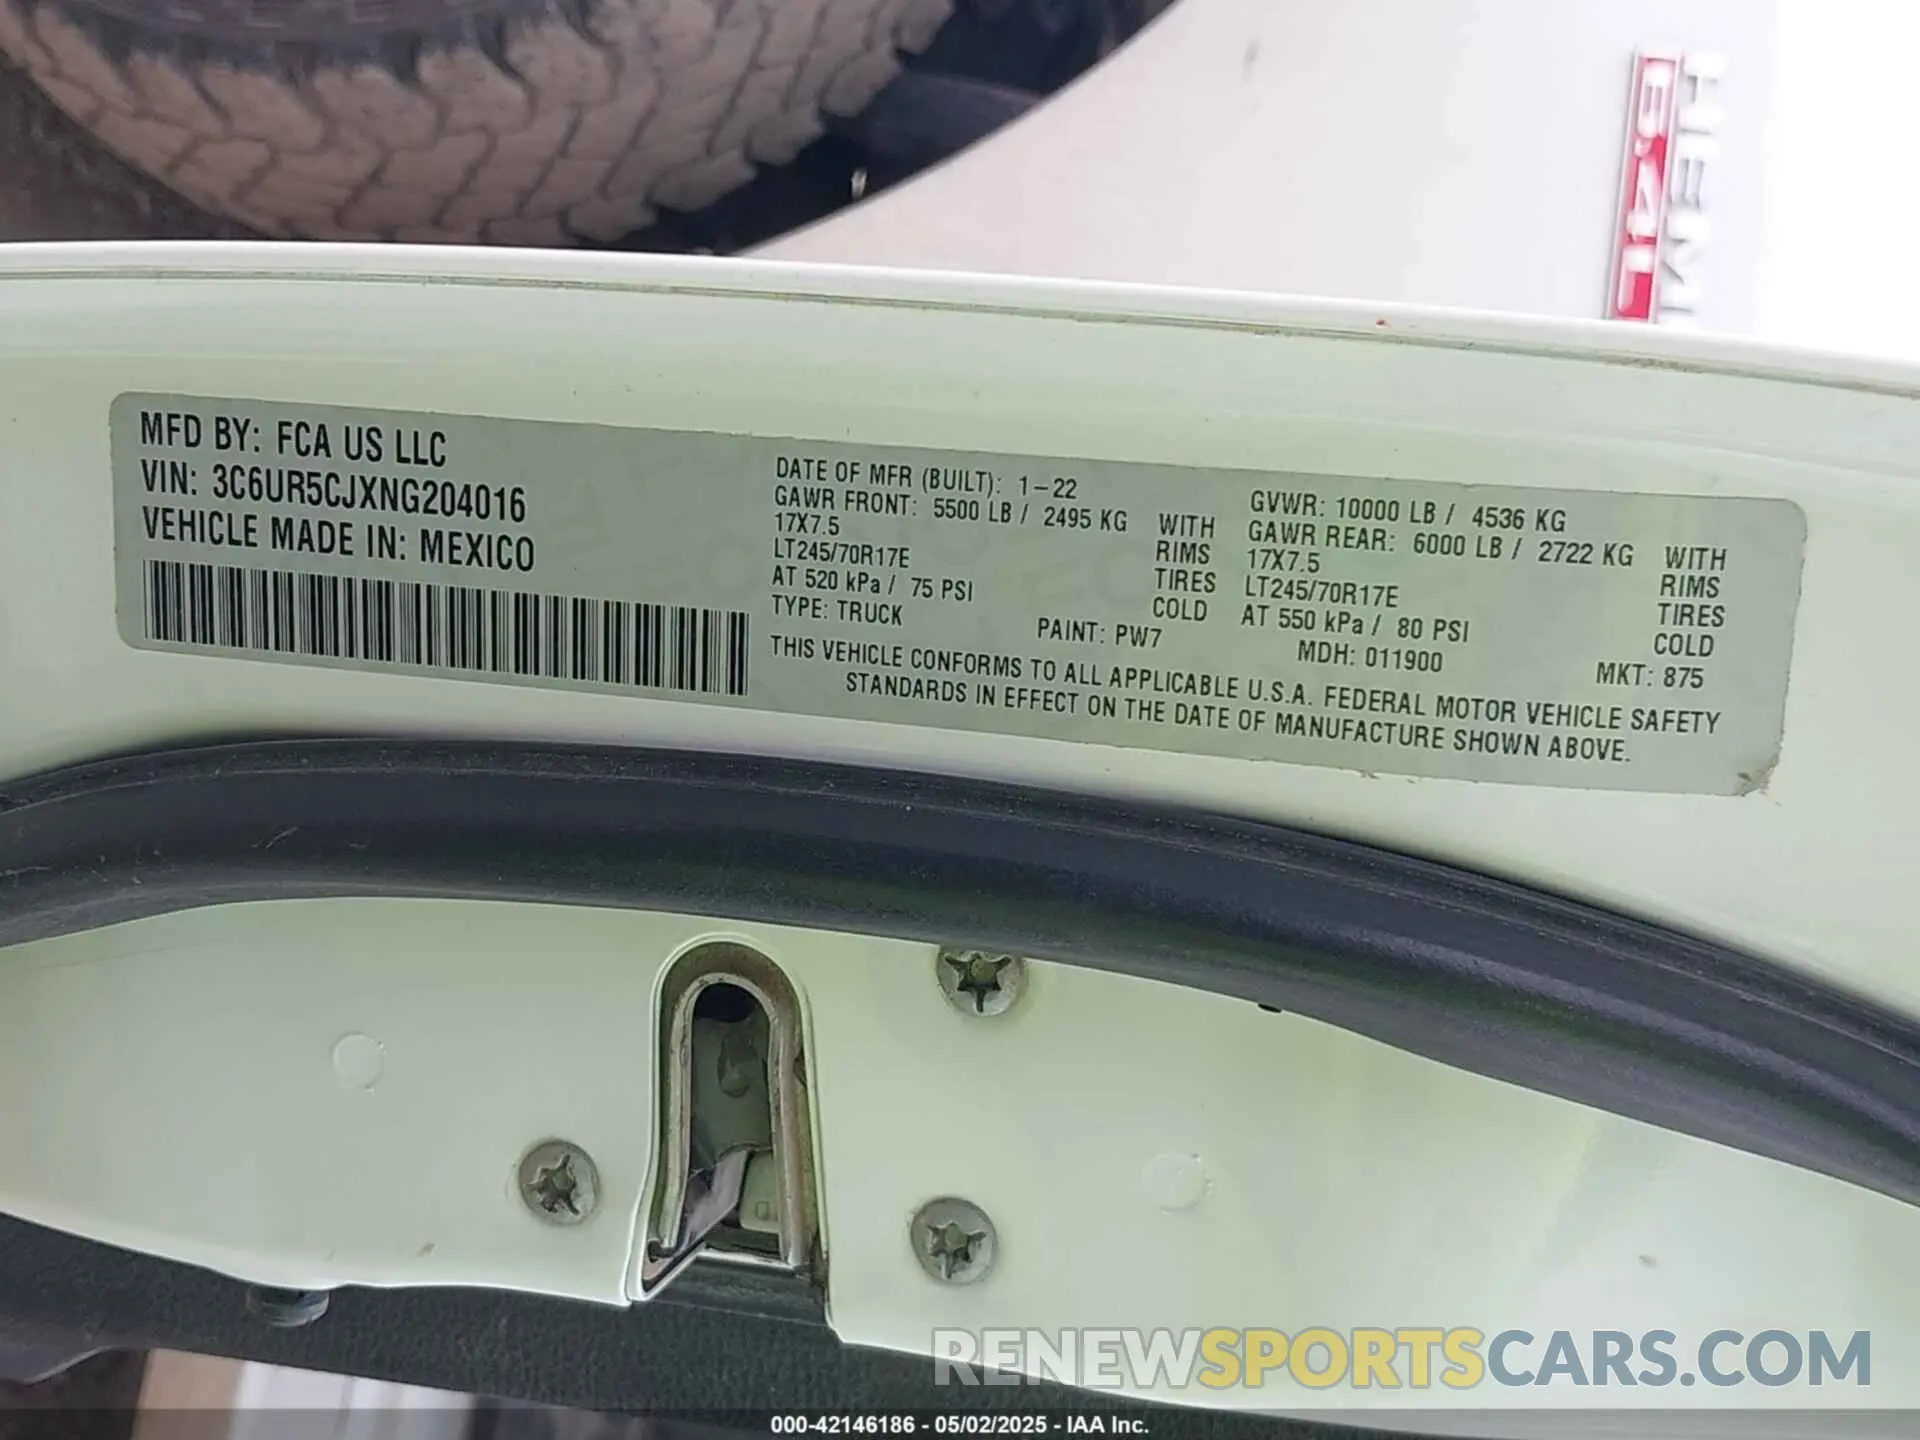 HEMI
6.4L
MFD BY: FCA US LLC
VIN: 3C6UR5CJXNG204016
VEHICLE MADE IN: MEXICO
DATE OF MFR (BUILT): 1-22
GAWR FRONT: 5500 LB / 2495 KG WITH
17X7.5 RIMS
LT245/70R17E TIRES
AT 520 kPa / 75 PSI COLD
GVWR: 10000 LB / 4536 KG
GAWR REAR: 6000 LB / 2722 KG WITH
17X7.5 RIMS
LT245/70R17E TIRES
AT 550 kPa / 80 PSI COLD
TYPE: TRUCK PAINT: PW7 MDH: 011900 MKT: 875
THIS VEHICLE CONFORMS TO ALL APPLICABLE U.S.A. FEDERAL MOTOR VEHICLE SAFETY
STANDARDS IN EFFECT ON THE DATE OF MANUFACTURE SHOWN ABOVE.
RENEWSPORTSCARS.COM
000-42146186 - 05/02/2025 - IAA Inc.